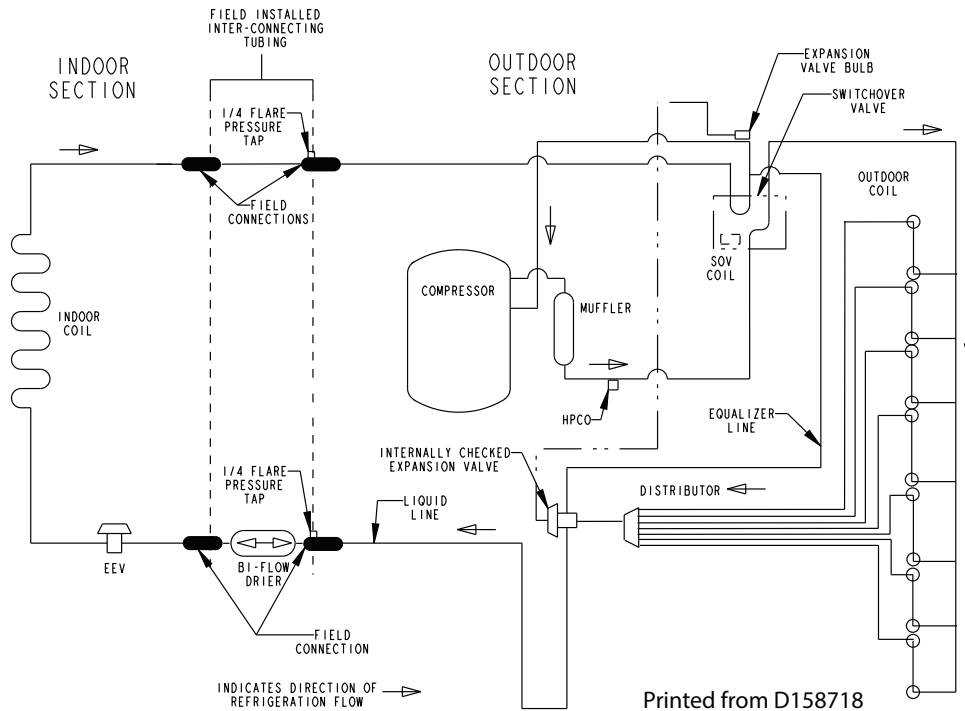 FIELD INSTALLED
INTER-CONNECTING
TUBING
INDOOR
SECTION
OUTDOOR
SECTION
EXPANSION
VALVE BULB
SWITCHOVER
VALVE
1/4 FLARE
PRESSURE
TAP
FIELD
CONNECTIONS
OUTDOOR
COIL
SOV
COIL
COMPRESSOR
MUFFLER
INDOOR
COIL
HPCO
EQUALIZER
LINE
INTERNALLY CHECKED
EXPANSION VALVE
1/4 FLARE
PRESSURE
TAP
LIQUID
LINE
DISTRIBUTOR
EEV
BI-FLOW
DRIER
FIELD
CONNECTION
INDICATES DIRECTION OF
REFRIGERATION FLOW
Printed from D158718